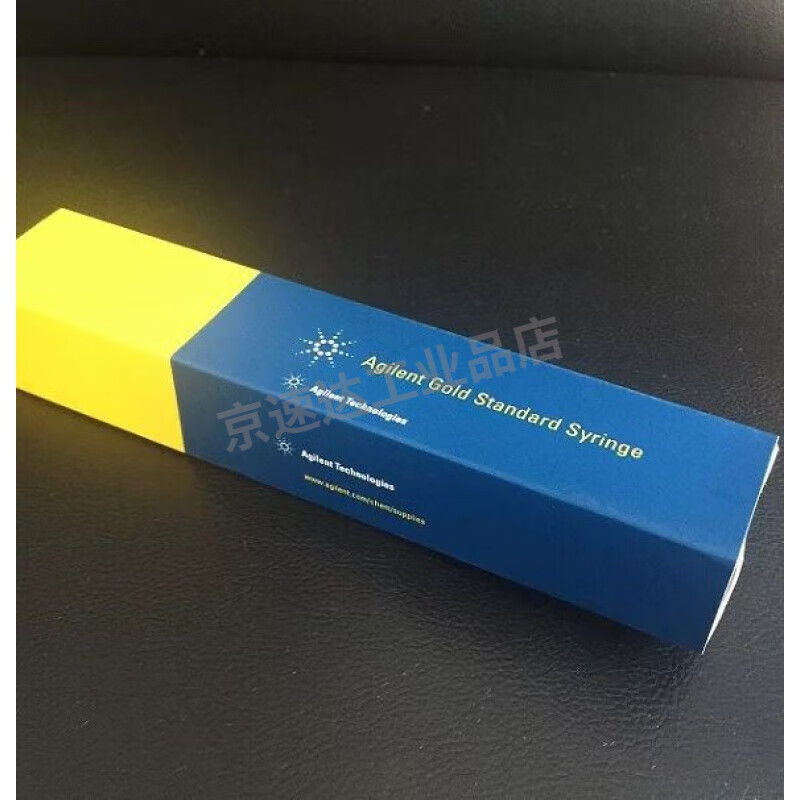 Agilent Gold Standard Syringe
Agilent Technologies
Agilent Technologies
www.agilent.com/chem/supplies
京速达工业品店